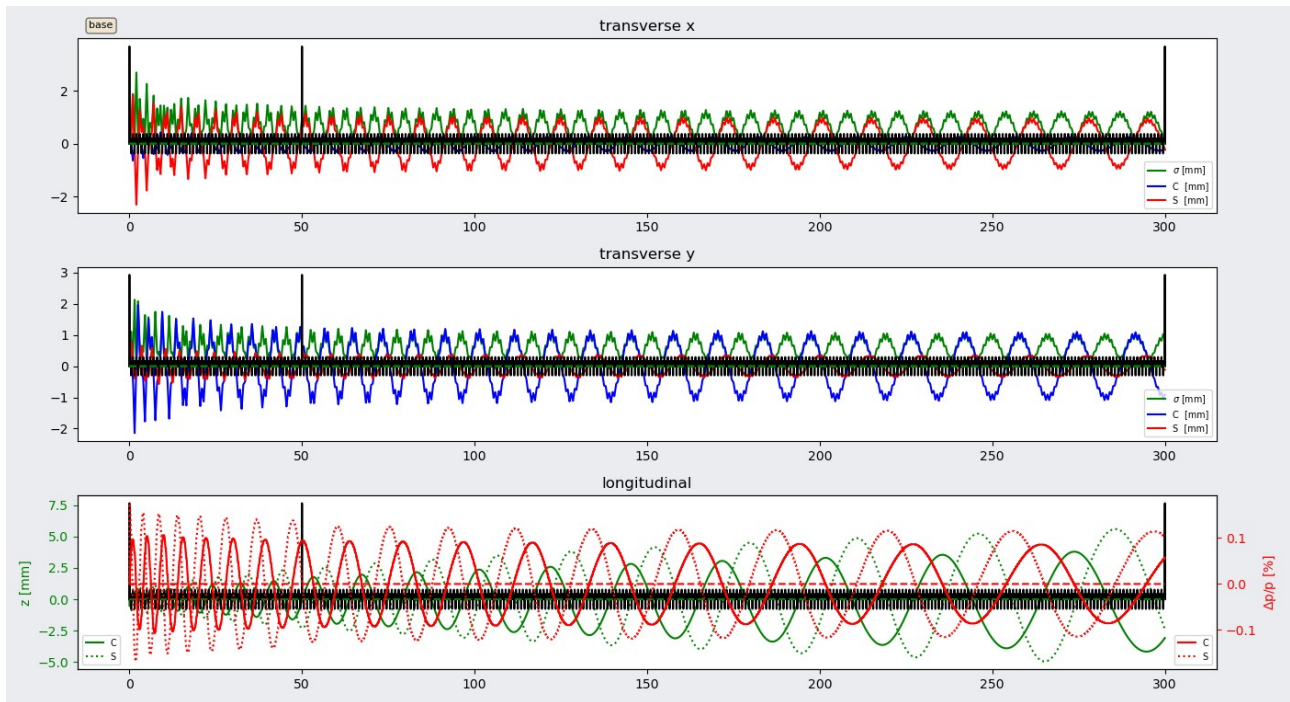 base
transverse x
2
0
−2
σ [mm]
C [mm]
S [mm]
0 50 100 150 200 250 300
transverse y
3
2
1
0
−1
−2
σ [mm]
C [mm]
S [mm]
0 50 100 150 200 250 300
longitudinal
7.5
5.0
2.5
0.0
−2.5
−5.0
z [mm]
C
S
0.1
0.0
−0.1
Δp/p [%]
C
S
0 50 100 150 200 250 300